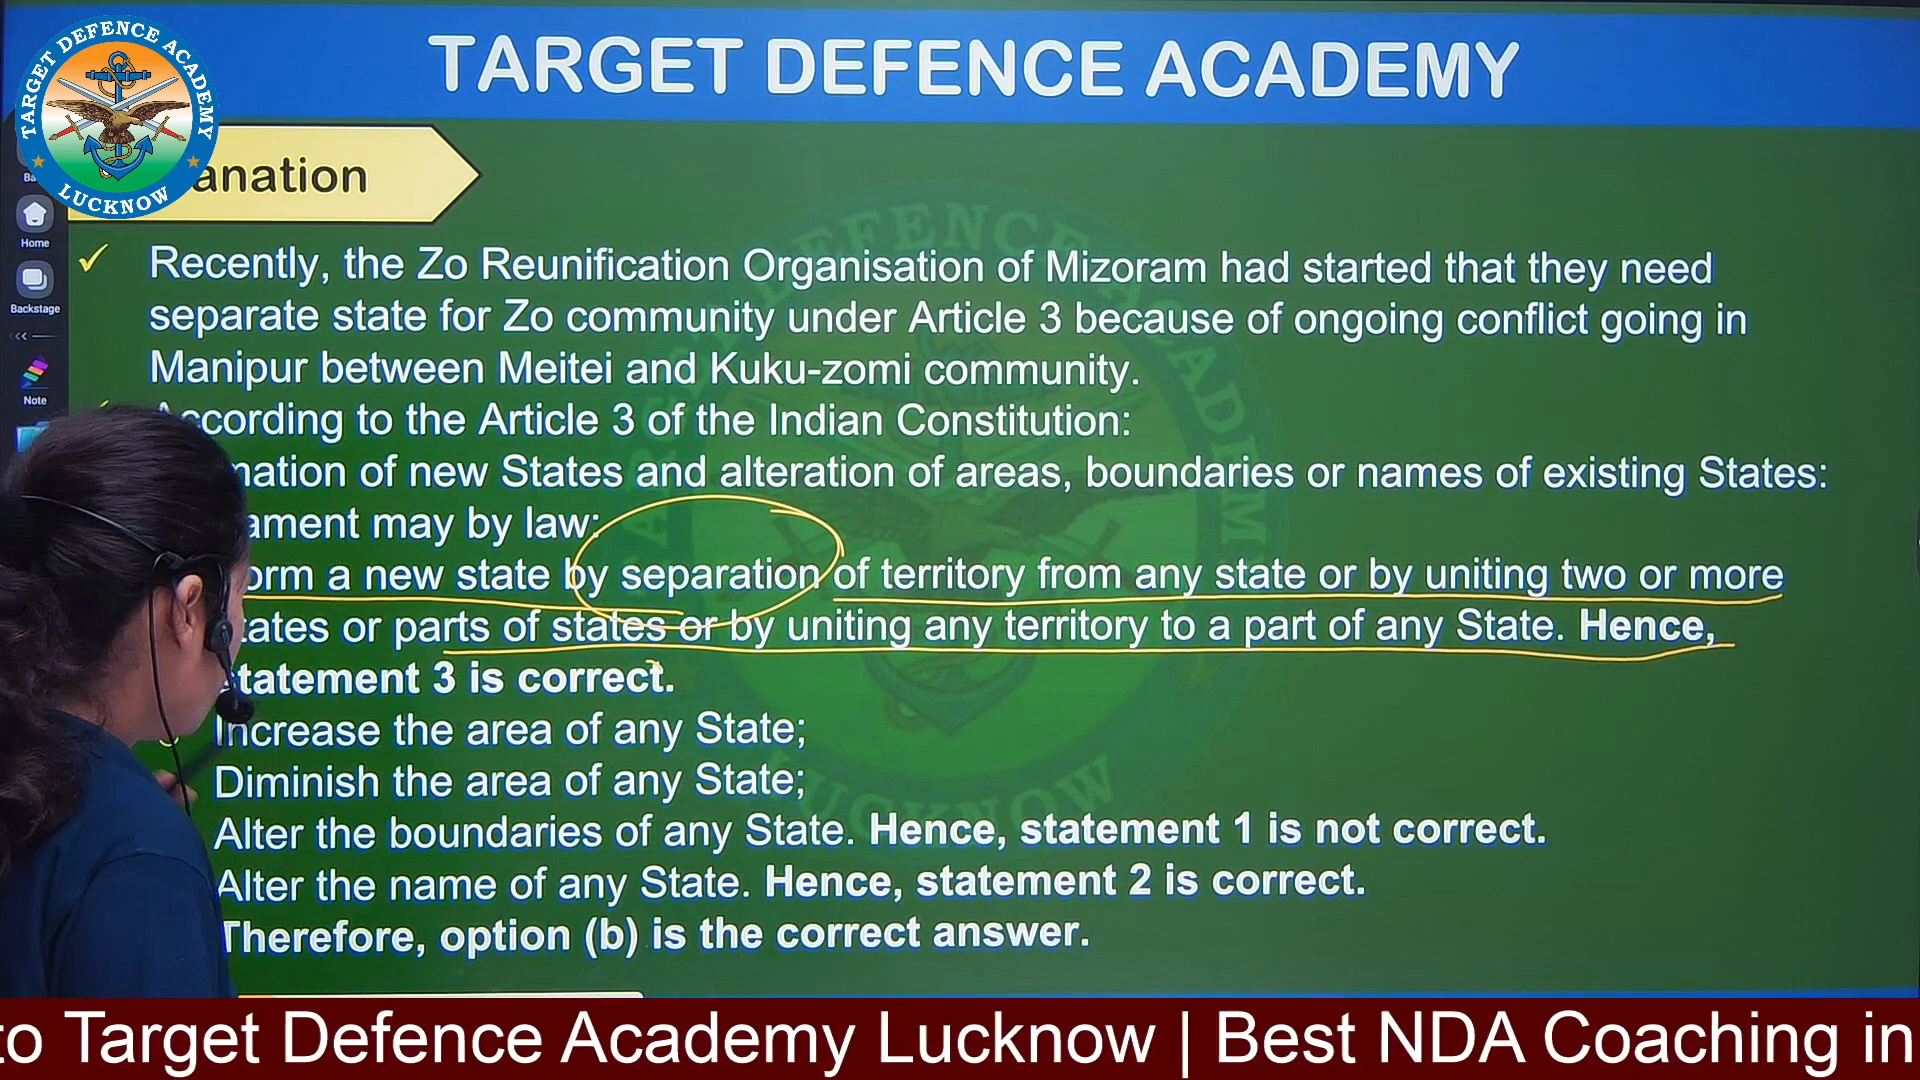 TARGET DEFENCE ACADEMY
TARGET DEFENCE ACADEMY
LUCKNOW
anation
Home
Backstage
Note
Recently, the Zo Reunification Organisation of Mizoram had started that they need
separate state for Zo community under Article 3 because of ongoing conflict going in
Manipur between Meitei and Kuku-zomi community.
According to the Article 3 of the Indian Constitution:
mation of new States and alteration of areas, boundaries or names of existing States:
ament may by law:
orm a new state by separation of territory from any state or by uniting two or more
tates or parts of states or by uniting any territory to a part of any State. Hence,
statement 3 is correct.
Increase the area of any State;
Diminish the area of any State;
Alter the boundaries of any State. Hence, statement 1 is not correct.
Alter the name of any State. Hence, statement 2 is correct.
Therefore, option (b) is the correct answer.
to Target Defence Academy Lucknow | Best NDA Coaching in